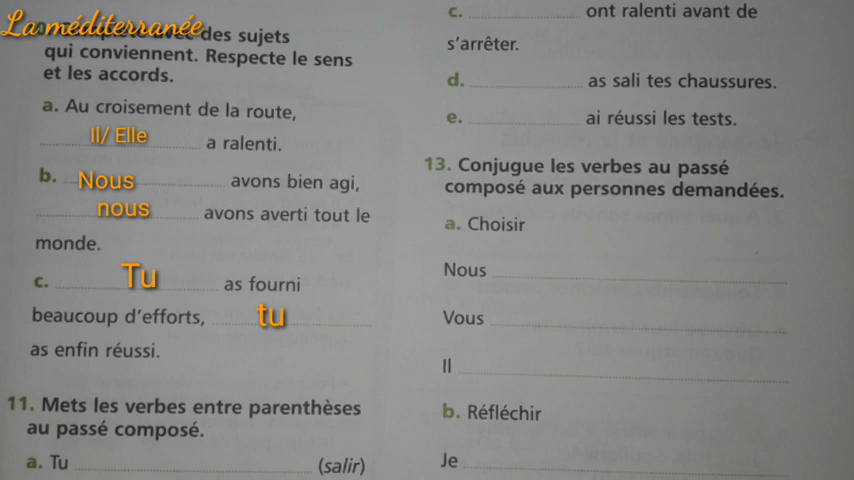 La méditerranée
des sujets
qui conviennent. Respecte le sens
et les accords.
a. Au croisement de la route,
Il/ Elle a ralenti.
b. Nous avons bien agi,
nous avons averti tout le
monde.
c. Tu as fourni
beaucoup d'efforts, tu
as enfin réussi.
11. Mets les verbes entre parenthèses
au passé composé.
a. Tu (salir)
c. ont ralenti avant de
s'arrêter.
d. as sali tes chaussures.
e. ai réussi les tests.
13. Conjugue les verbes au passé
composé aux personnes demandées.
a. Choisir
Nous
Vous
Il
b. Réfléchir
Je